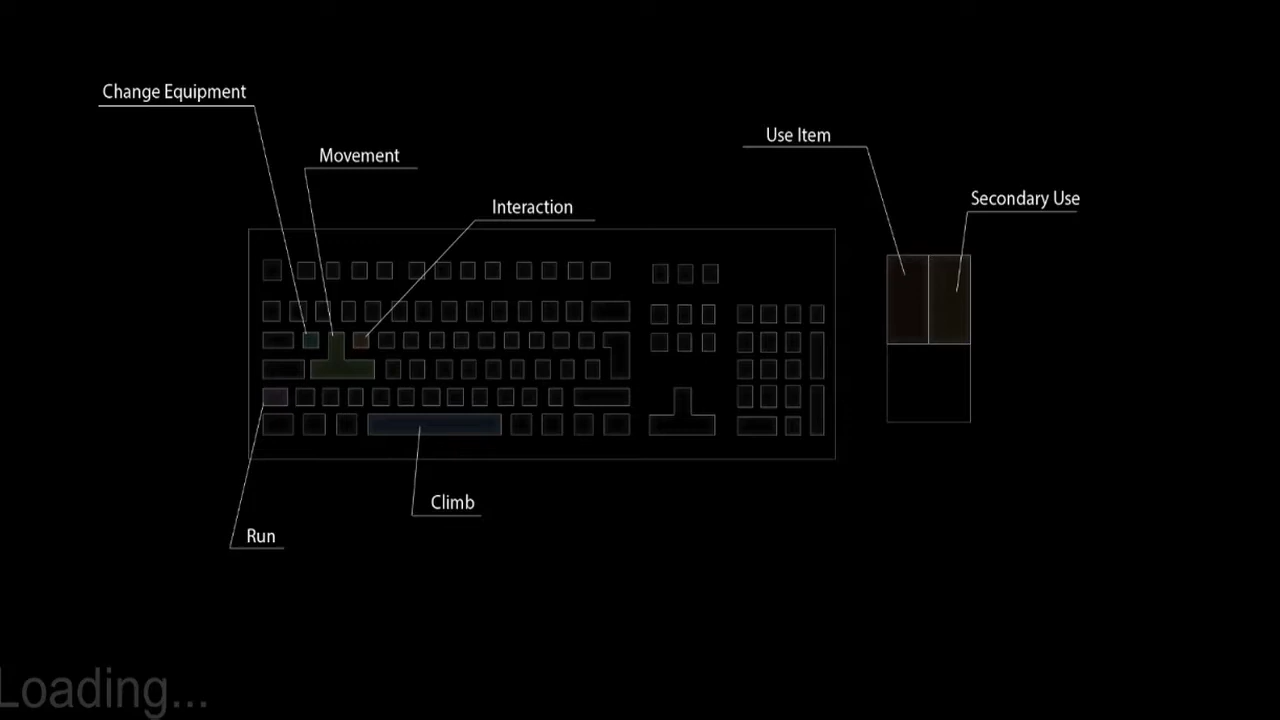 Change Equipment
Use Item
Movement
Secondary Use
Interaction
Climb
Run
Loading...